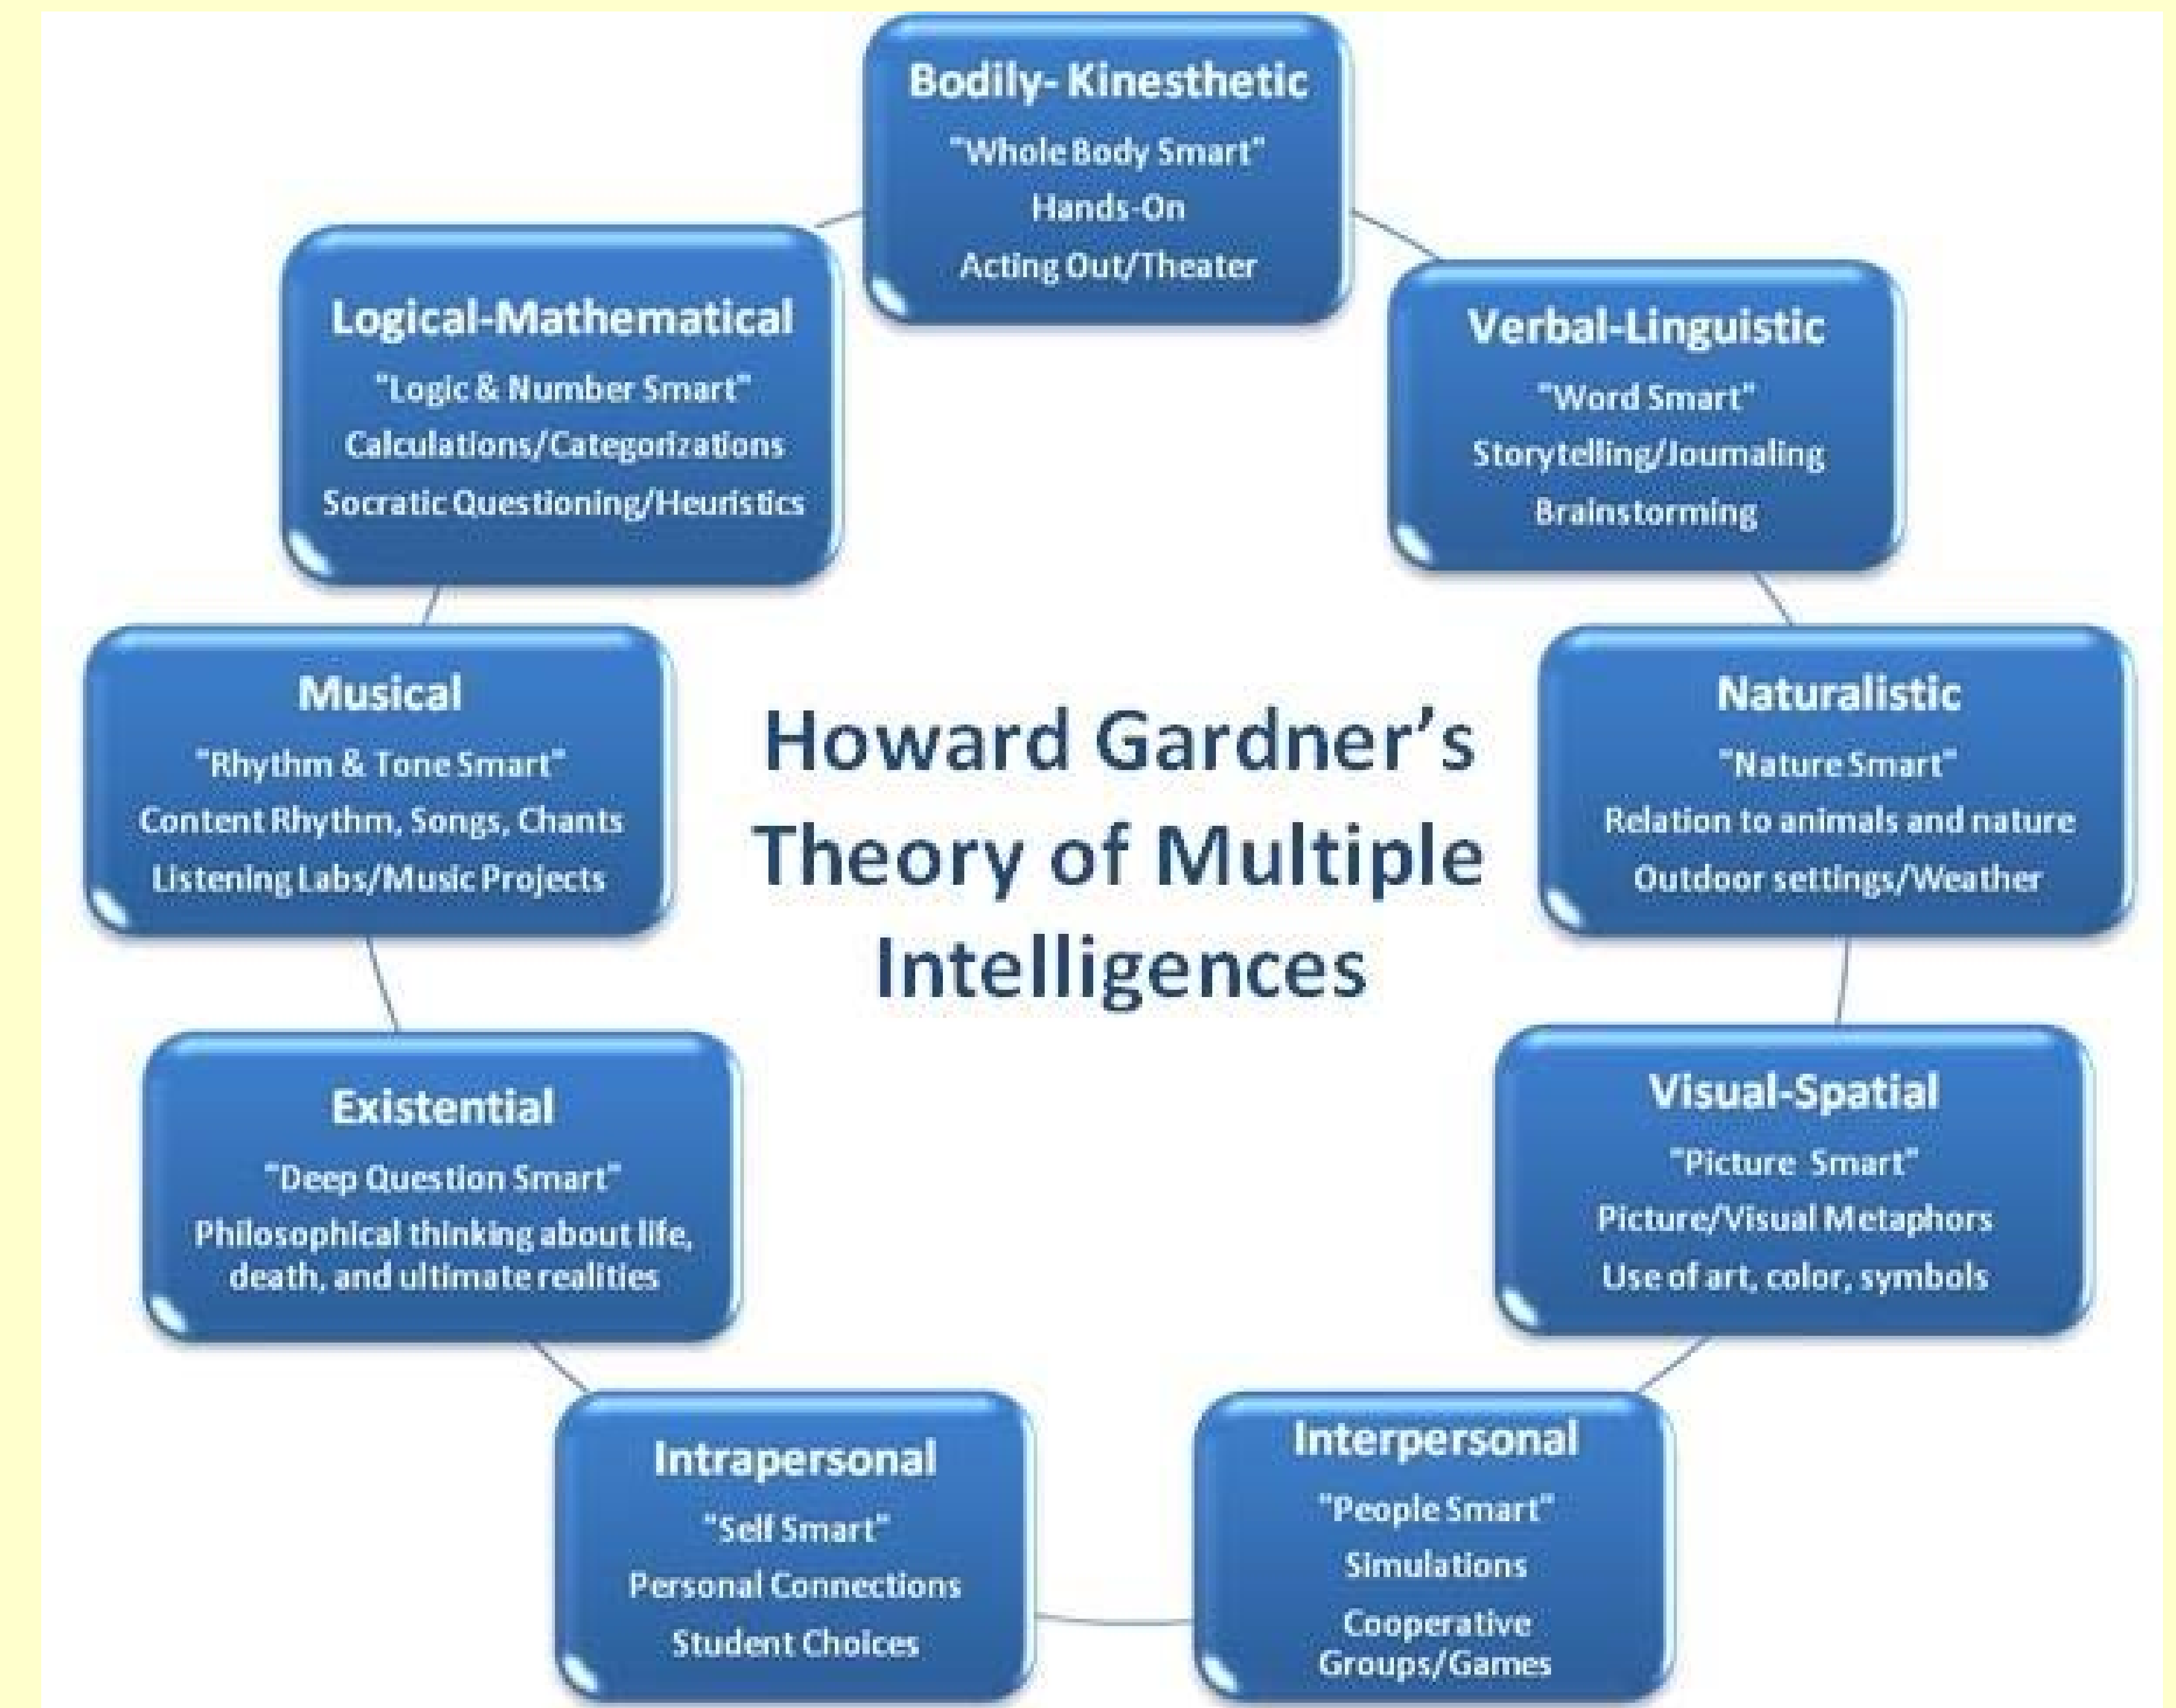 Bodily- Kinesthetic
"Whole Body Smart"
Hands-On
Acting Out/Theater
Logical-Mathematical
"Logic & Number Smart"
Calculations/Categorizations
Socratic Questioning/Heuristics
Verbal-Linguistic
"Word Smart"
Storytelling/Journaling
Brainstorming
Musical
"Rhythm & Tone Smart"
Content Rhythm, Songs, Chants
Listening Labs/Music Projects
Howard Gardner’s
Theory of Multiple
Intelligences
Naturalistic
"Nature Smart"
Relation to animals and nature
Outdoor settings/Weather
Existential
"Deep Question Smart"
Philosophical thinking about life,
death, and ultimate realities
Visual-Spatial
"Picture Smart"
Picture/Visual Metaphors
Use of art, color, symbols
Intrapersonal
"Self Smart"
Personal Connections
Student Choices
Interpersonal
"People Smart"
Simulations
Cooperative
Groups/Games